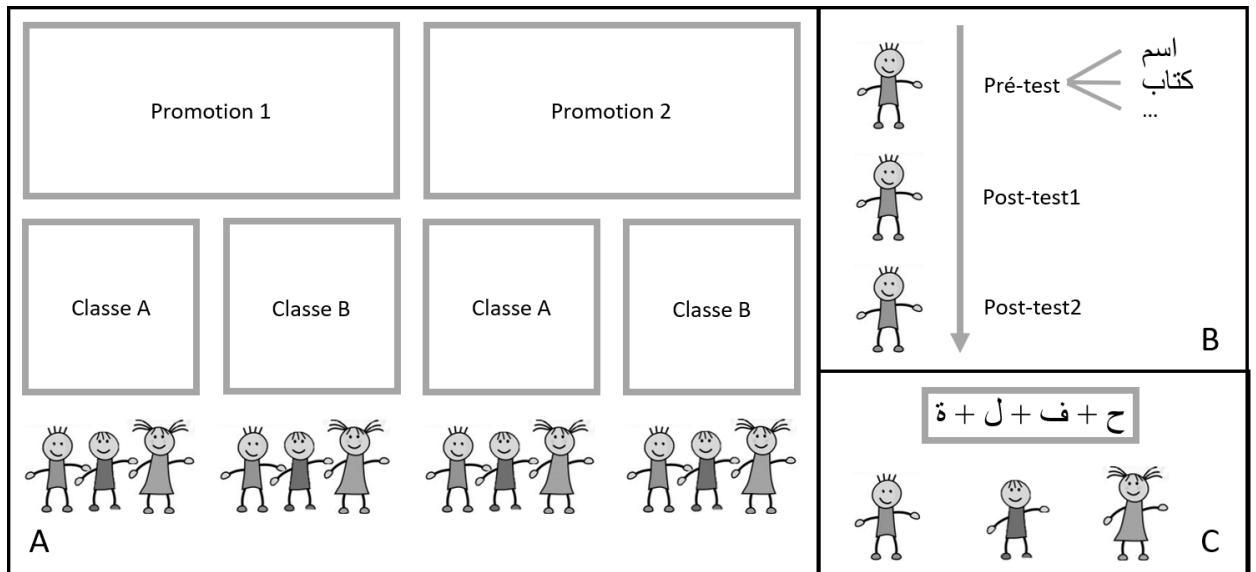 Promotion 1
Promotion 2
Classe A
Classe B
Classe A
Classe B
A
Pré-test
اسم
كتاب
...
Post-test1
Post-test2
B
ح + ف + ل + ة
C